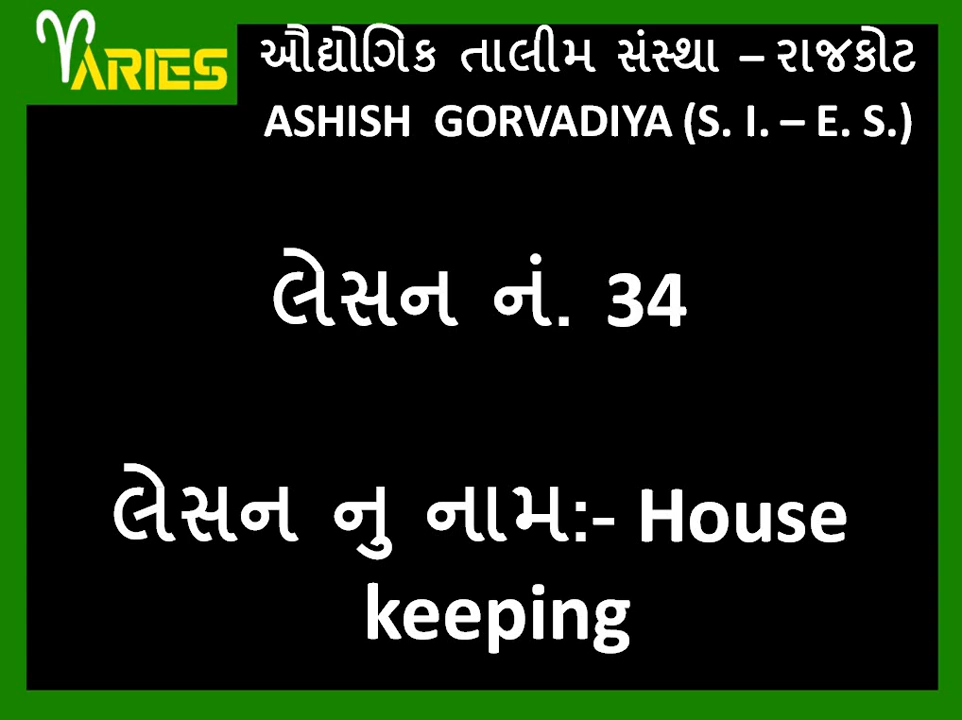 ARIES
ઔદ્યોગિક તાલીમ સંસ્થા – રાજકોટ
ASHISH GORVADIYA (S. I. – E. S.)
લેસન નં. 34
લેસન નુ નામ:- House
keeping